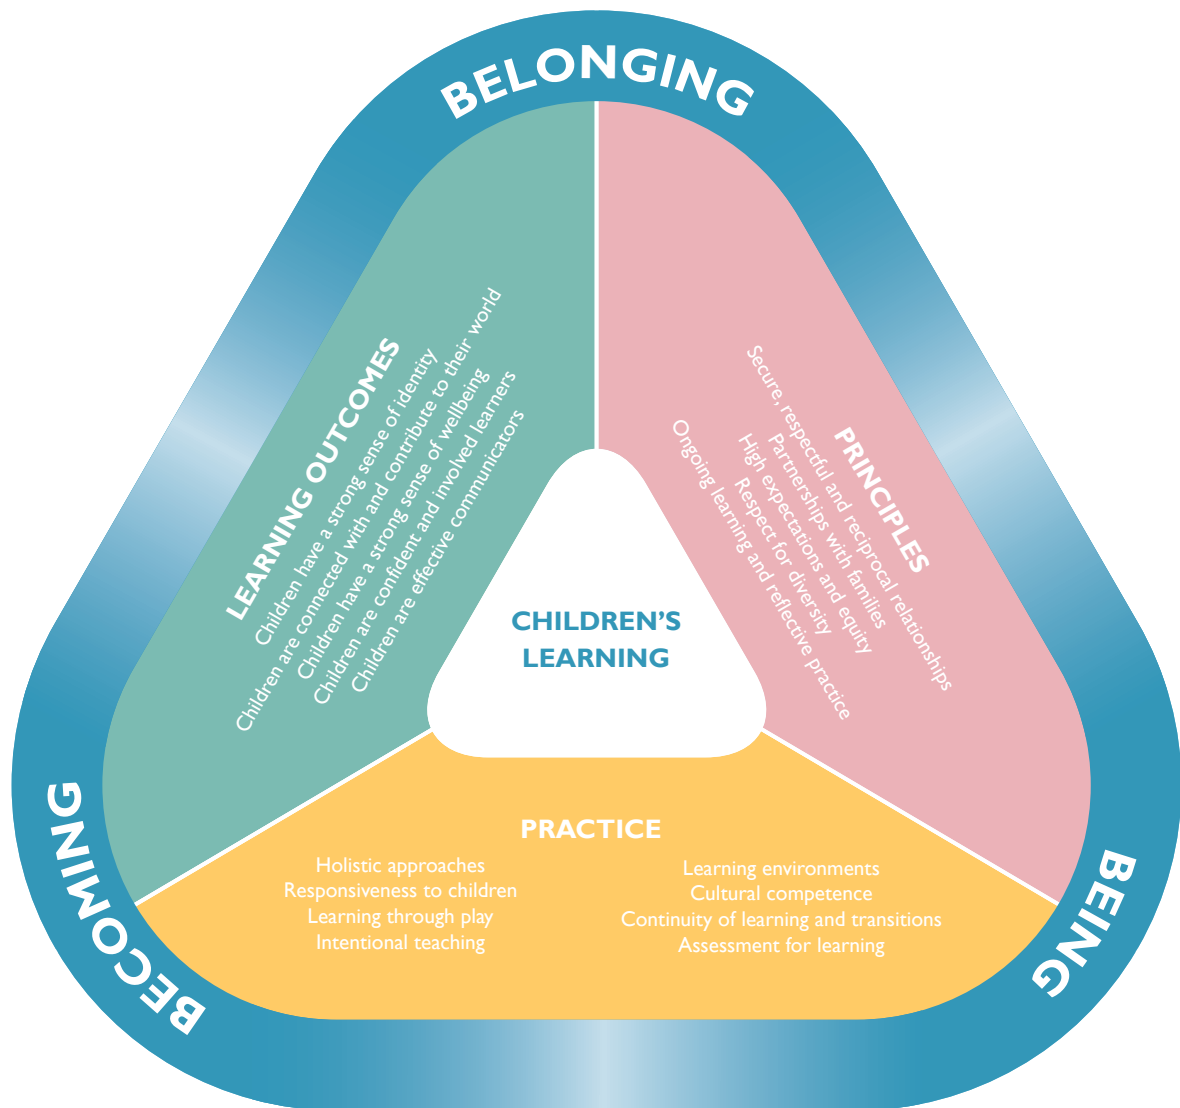 BELONGING
LEARNING OUTCOMES
Children have a strong sense of identity
Children are connected with and contribute to their world
Children have a strong sense of wellbeing
Children are confident and involved learners
Children are effective communicators
PRINCIPLES
Secure, respectful and reciprocal relationships
Partnerships with families
High expectations and equity
Respect for diversity
Ongoing learning and reflective practice
CHILDREN'S
LEARNING
PRACTICE
Holistic approaches
Responsiveness to children
Learning through play
Intentional teaching
Learning environments
Cultural competence
Continuity of learning and transitions
Assessment for learning
BECOMING
BEING